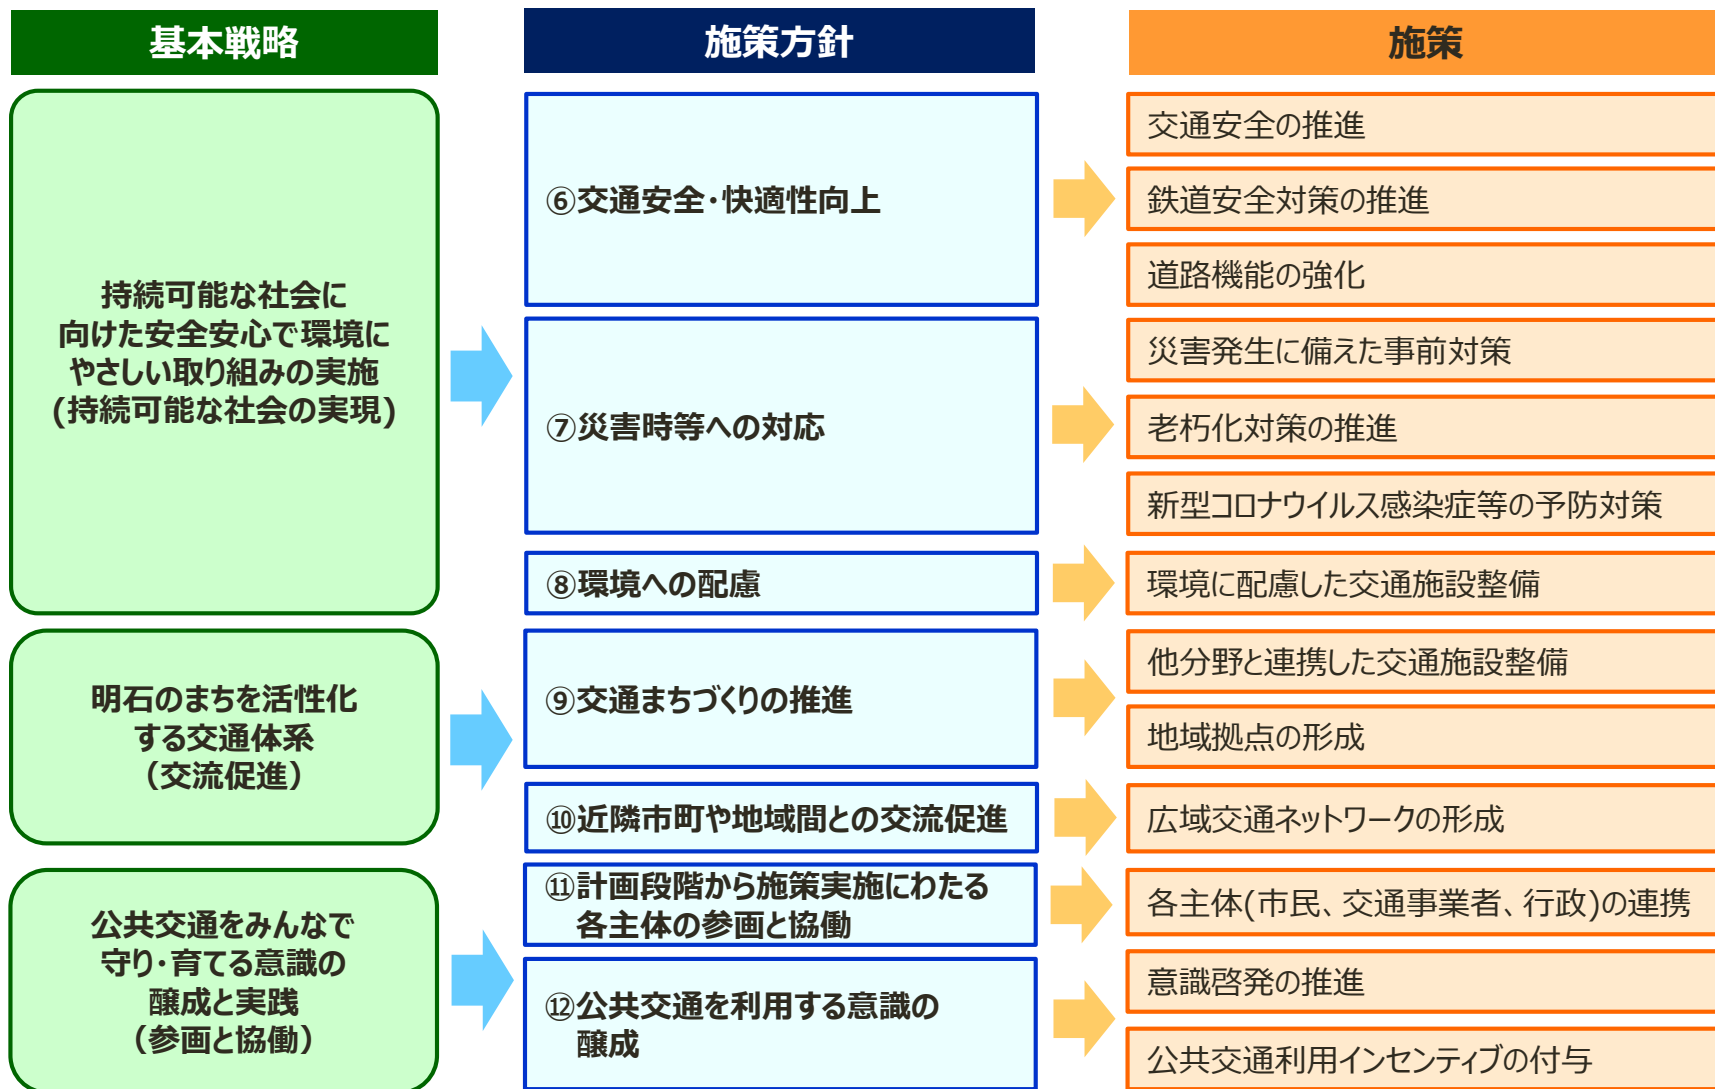 基本戦略
施策方針
施策
持続可能な社会に
向けた安全安心で環境に
やさしい取り組みの実施
(持続可能な社会の実現)
⑥交通安全・快適性向上
交通安全の推進
鉄道安全対策の推進
道路機能の強化
⑦災害時等への対応
災害発生に備えた事前対策
老朽化対策の推進
新型コロナウイルス感染症等の予防対策
⑧環境への配慮
環境に配慮した交通施設整備
明石のまちを活性化
する交通体系
（交流促進）
⑨交通まちづくりの推進
他分野と連携した交通施設整備
地域拠点の形成
⑩近隣市町や地域間との交流促進
広域交通ネットワークの形成
公共交通をみんなで
守り・育てる意識の
醸成と実践
（参画と協働）
⑪計画段階から施策実施にわたる
各主体の参画と協働
各主体(市民、交通事業者、行政)の連携
⑫公共交通を利用する意識の
醸成
意識啓発の推進
公共交通利用インセンティブの付与